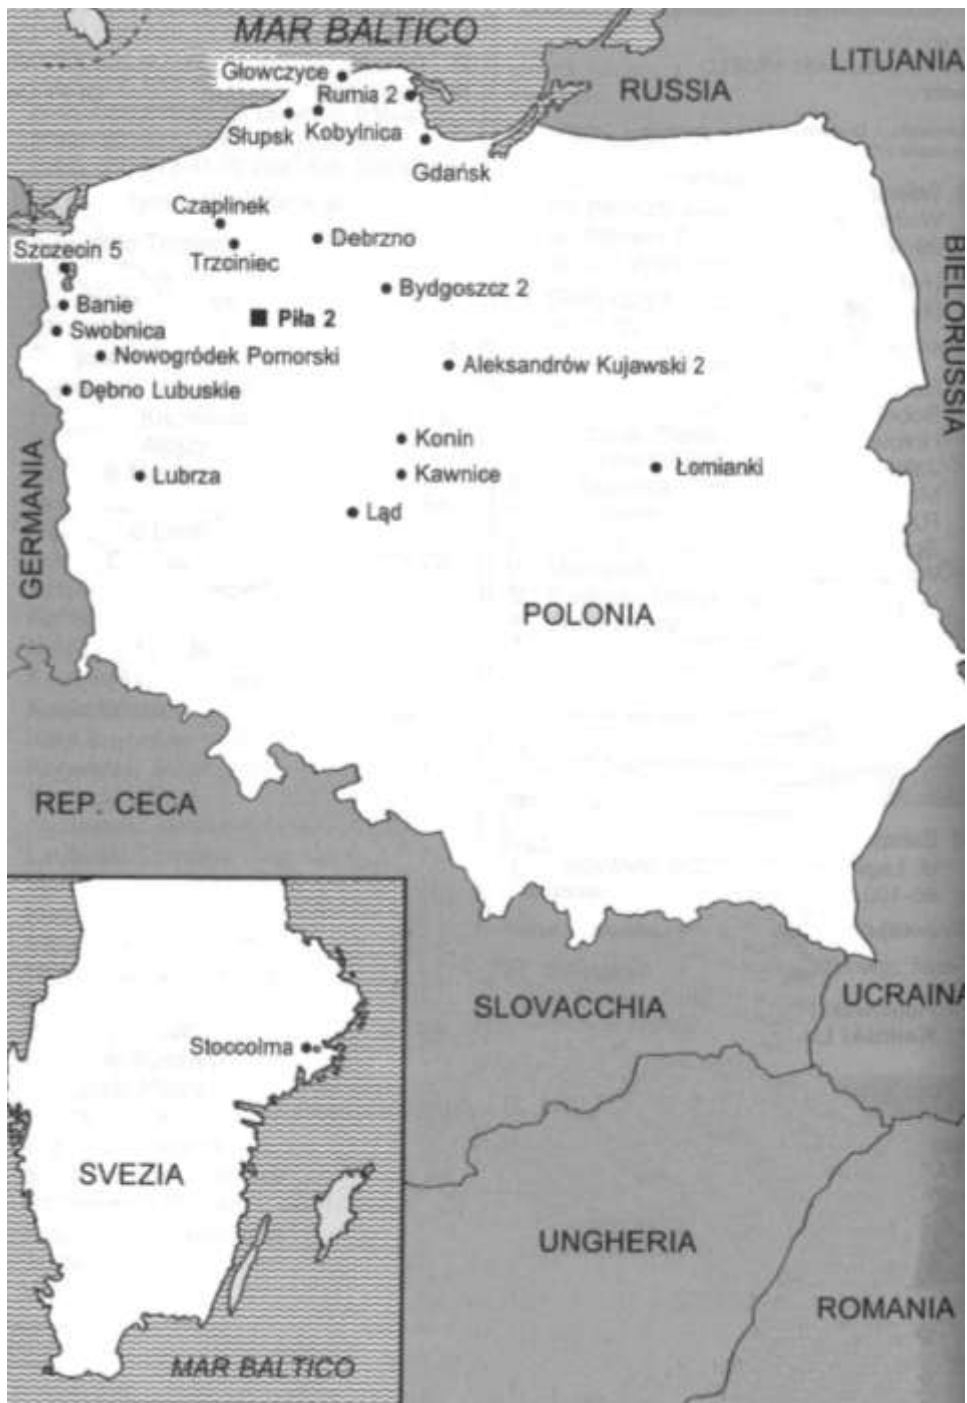 MAR BALTICO
LITUANIA
Głowczyce
Rumia 2
RUSSIA
Słupsk
Kobylnica
Gdańsk
Czaplinek
Szczecin 5
Trzciniec
Debrzno
Bydgoszcz 2
BIELORUSSIA
Banie
Piła 2
Swobnica
Nowogródek Pomorski
Aleksandrów Kujawski 2
Dębno Lubuskie
Konin
GERMANIA
Lubrza
Kawnice
Łomianki
Ląd
POLONIA
REP. CECA
SLOVACCHIA
UCRAINA
Stoccolma
SVEZIA
UNGHERIA
ROMANIA
MAR BALTICO